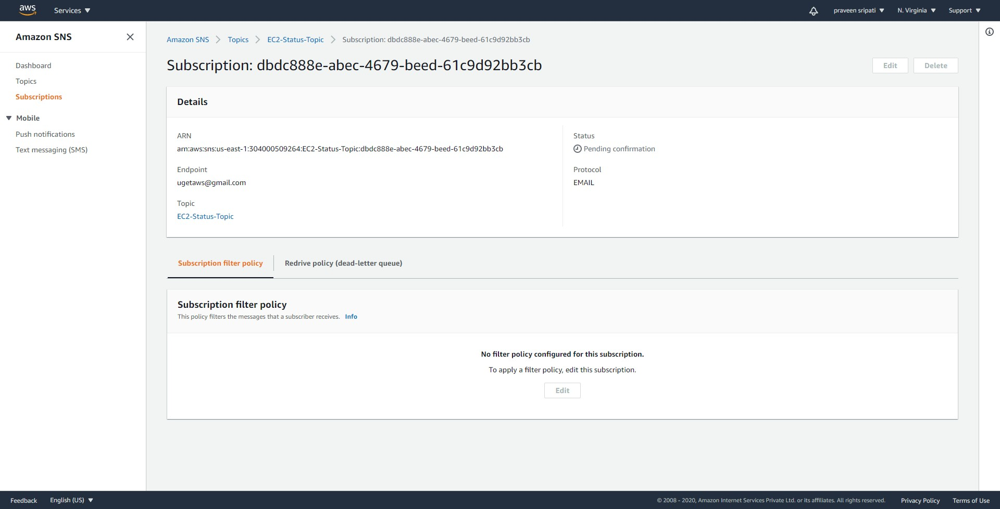 aws Services praveen sripati N. Virginia Support
Amazon SNS
Dashboard
Topics
Subscriptions
Mobile
Push notifications
Text messaging (SMS)
Amazon SNS Topics EC2-Status-Topic Subscription: dbdc888e-abec-4679-beed-61c9d92bb3cb
Subscription: dbdc888e-abec-4679-beed-61c9d92bb3cb Edit Delete
Details
ARN
arn:aws:sns:us-east-1:304000509264:EC2-Status-Topic:dbdc888e-abec-4679-beed-61c9d92bb3cb
Endpoint
ugetaws@gmail.com
Topic
EC2-Status-Topic
Status
Pending confirmation
Protocol
EMAIL
Subscription filter policy Redrive policy (dead-letter queue)
Subscription filter policy
This policy filters the messages that a subscriber receives. Info
No filter policy configured for this subscription.
To apply a filter policy, edit this subscription.
Edit
Feedback English (US) © 2008 - 2020, Amazon Internet Services Private Ltd. or its affiliates. All rights reserved. Privacy Policy Terms of Use